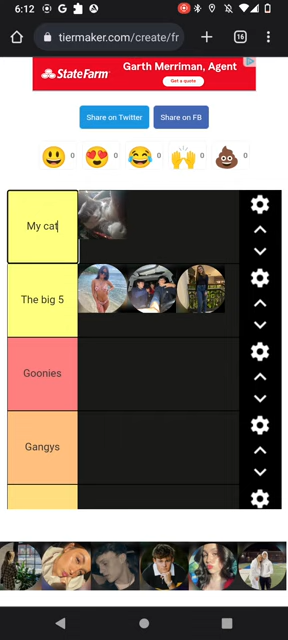 6:12
tiermaker.com/create/fr
16
StateFarm
Garth Merriman, Agent
Get a quote
Share on Twitter
Share on FB
0
0
0
0
0
My cat
The big 5
Goonies
Gangys